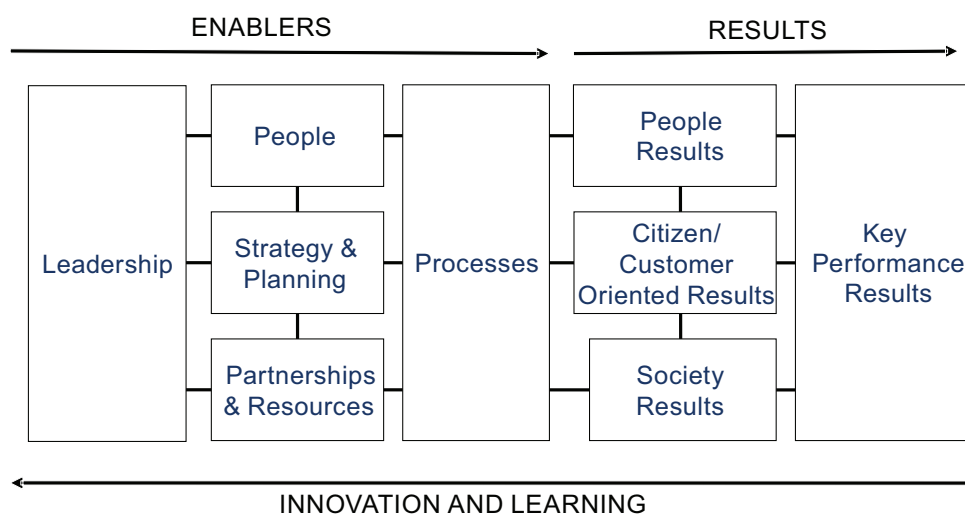 ENABLERS
RESULTS
People
People
Results
Leadership
Strategy &
Planning
Processes
Citizen/
Customer
Oriented Results
Key
Performance
Results
Partnerships
& Resources
Society
Results
INNOVATION AND LEARNING